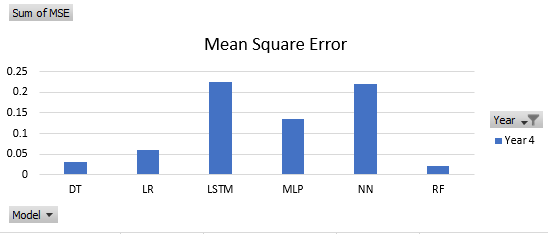 Sum of MSE
Mean Square Error
0.25
0.2
0.15
0.1
0.05
0
DT LR LSTM MLP NN RF
Year
Year 4
Model